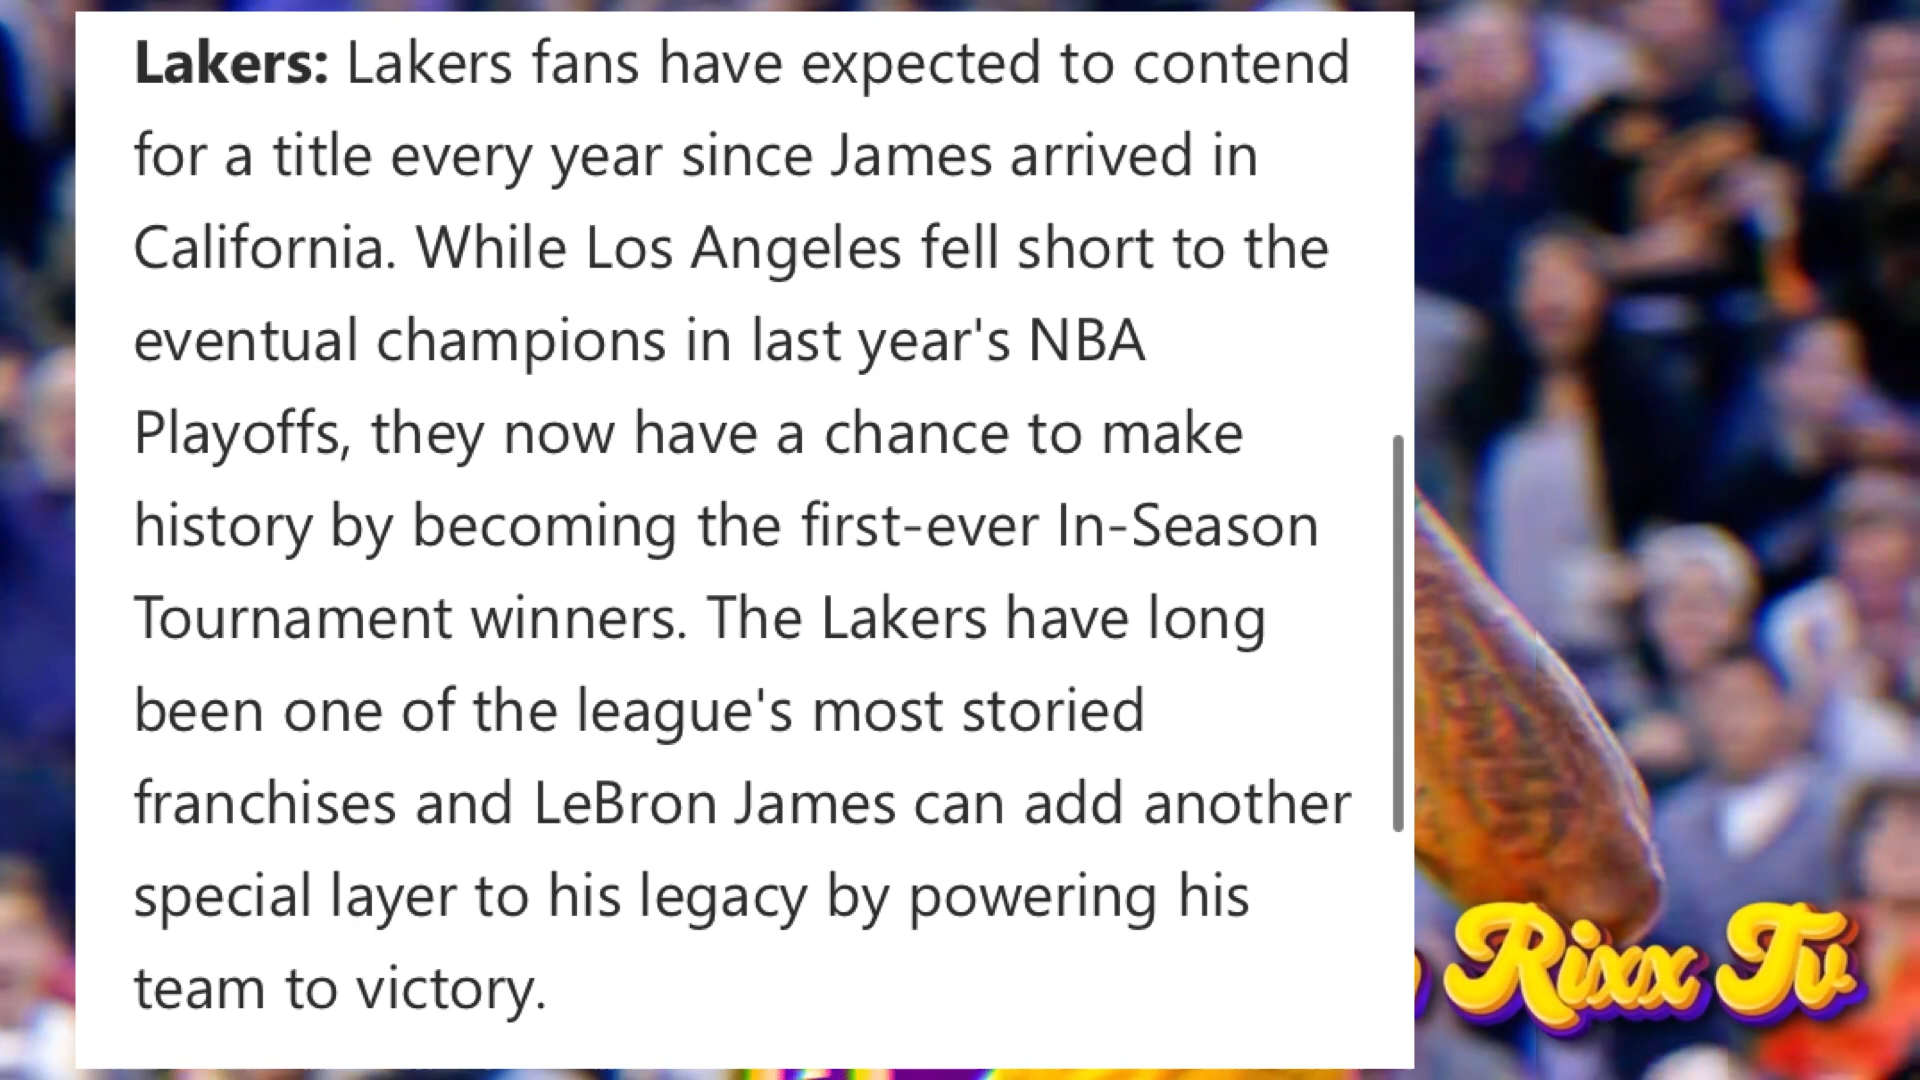 Lakers: Lakers fans have expected to contend
for a title every year since James arrived in
California. While Los Angeles fell short to the
eventual champions in last year's NBA
Playoffs, they now have a chance to make
history by becoming the first-ever In-Season
Tournament winners. The Lakers have long
been one of the league's most storied
franchises and LeBron James can add another
special layer to his legacy by powering his
team to victory.
Rixx Tv